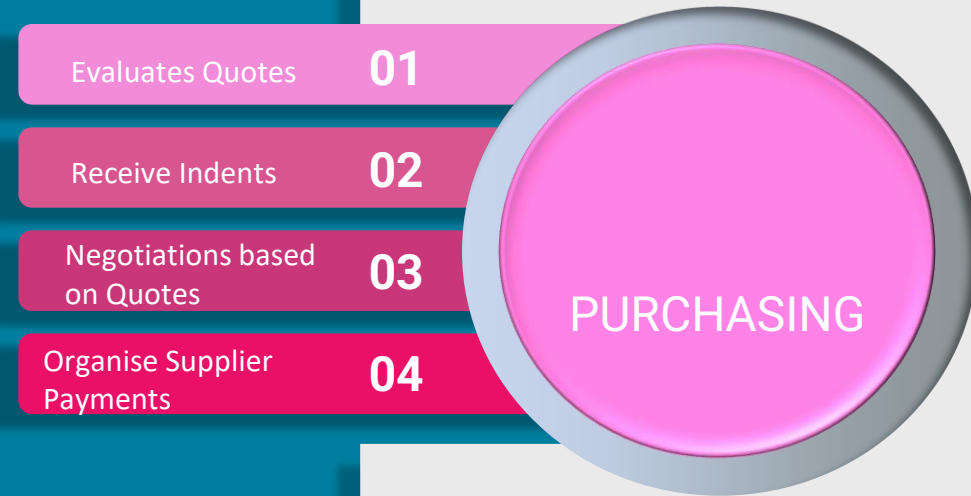 Evaluates Quotes 01
Receive Indents 02
Negotiations based
on Quotes 03
Organise Supplier
Payments 04
PURCHASING